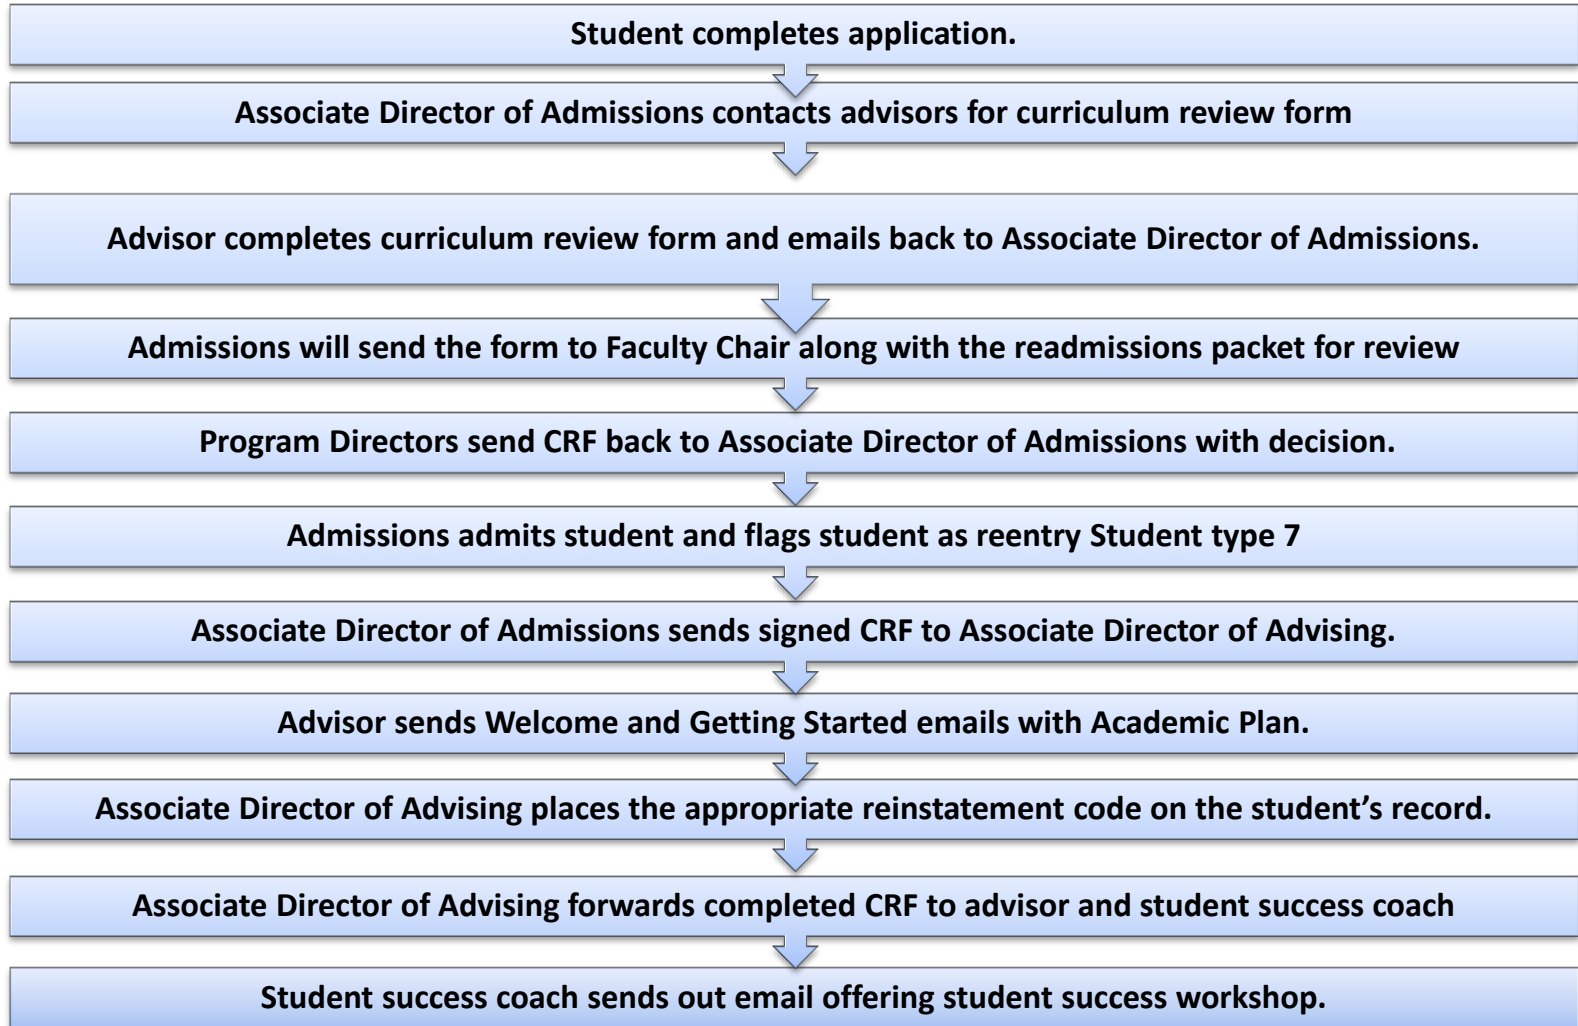 Student completes application.
Associate Director of Admissions contacts advisors for curriculum review form
Advisor completes curriculum review form and emails back to Associate Director of Admissions.
Admissions will send the form to Faculty Chair along with the readmissions packet for review
Program Directors send CRF back to Associate Director of Admissions with decision.
Admissions admits student and flags student as reentry Student type 7
Associate Director of Admissions sends signed CRF to Associate Director of Advising.
Advisor sends Welcome and Getting Started emails with Academic Plan.
Associate Director of Advising places the appropriate reinstatement code on the student’s record.
Associate Director of Advising forwards completed CRF to advisor and student success coach
Student success coach sends out email offering student success workshop.